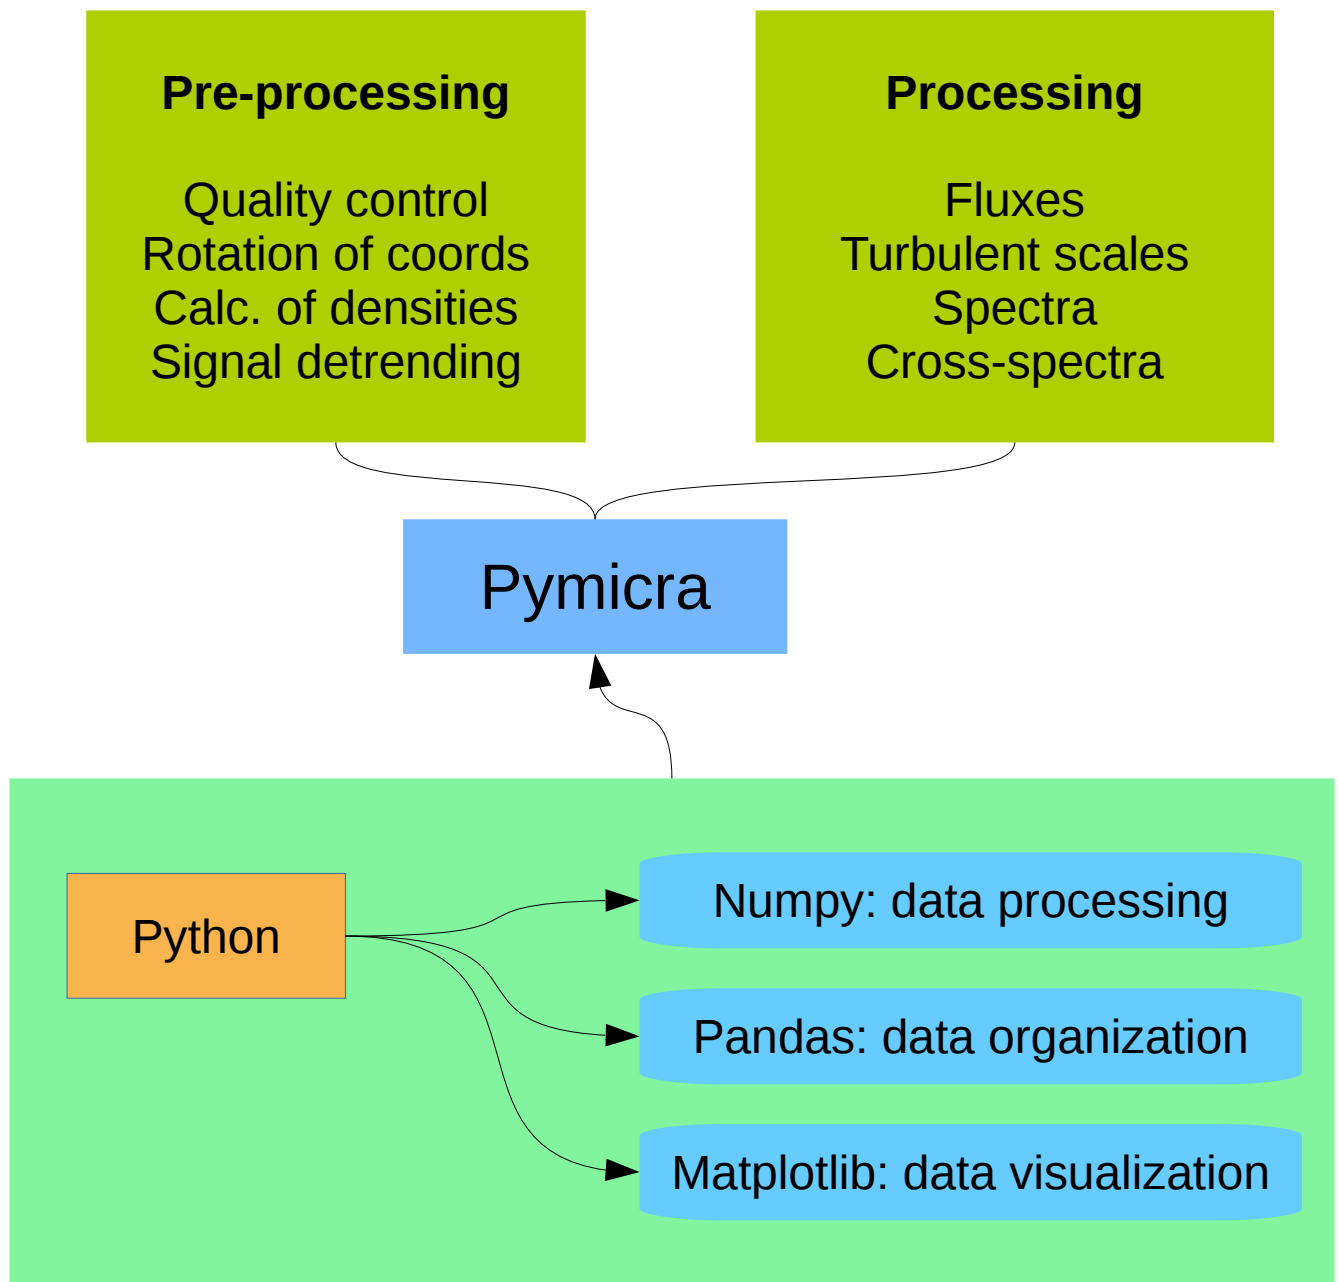 Pre-processing
Quality control
Rotation of coords
Calc. of densities
Signal detrending
Processing
Fluxes
Turbulent scales
Spectra
Cross-spectra
Pymicra
Python
Numpy: data processing
Pandas: data organization
Matplotlib: data visualization